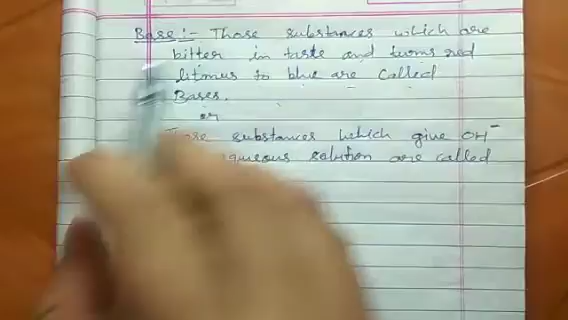 Base :- Those substances which are
bitter in taste and turns red
litmus to blue are called
Bases.
or
Those substances which give OH⁻
aqueous solution are called